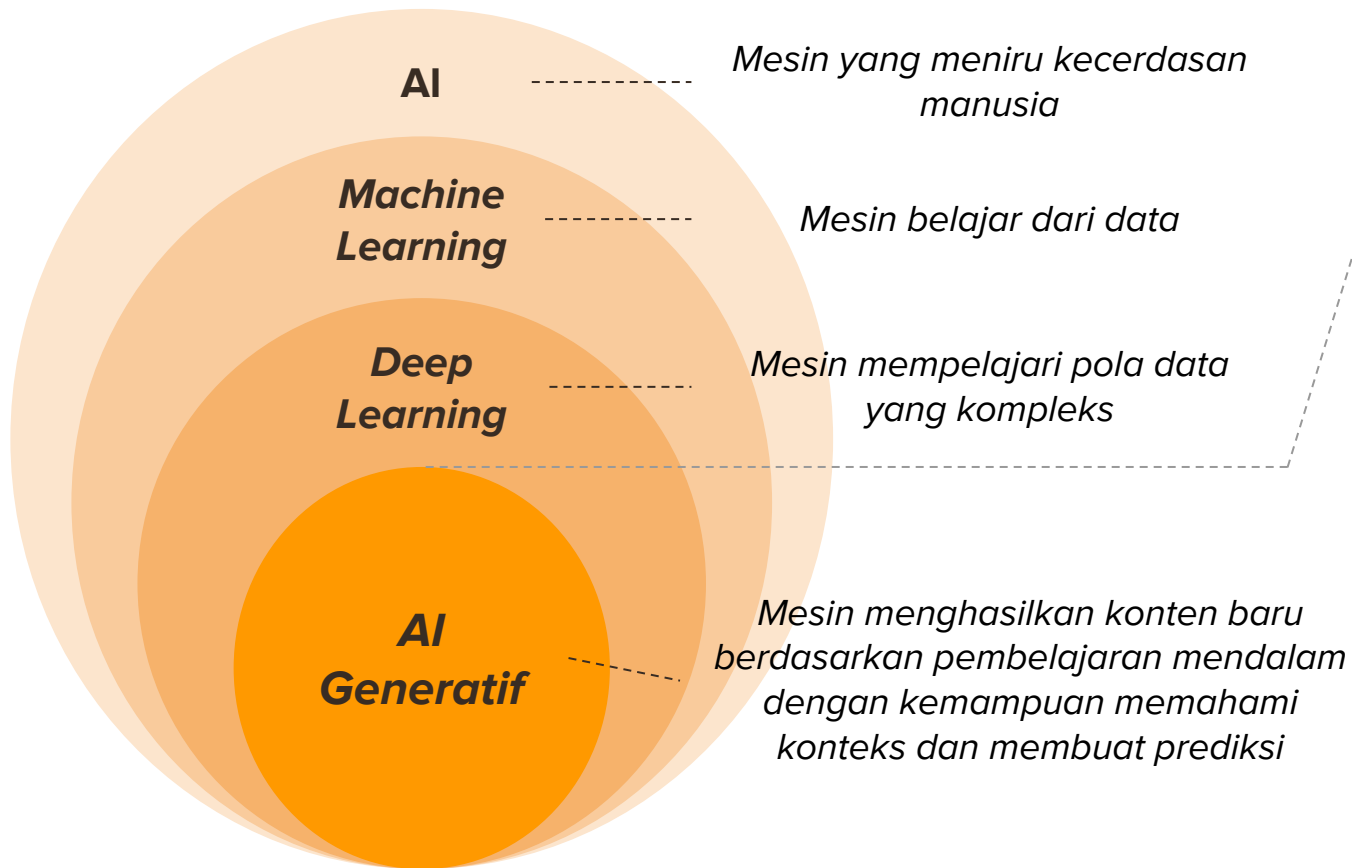 AI
Mesin yang meniru kecerdasan
manusia
Machine
Learning
Mesin belajar dari data
Deep
Learning
Mesin mempelajari pola data
yang kompleks
AI
Generatif
Mesin menghasilkan konten baru
berdasarkan pembelajaran mendalam
dengan kemampuan memahami
konteks dan membuat prediksi